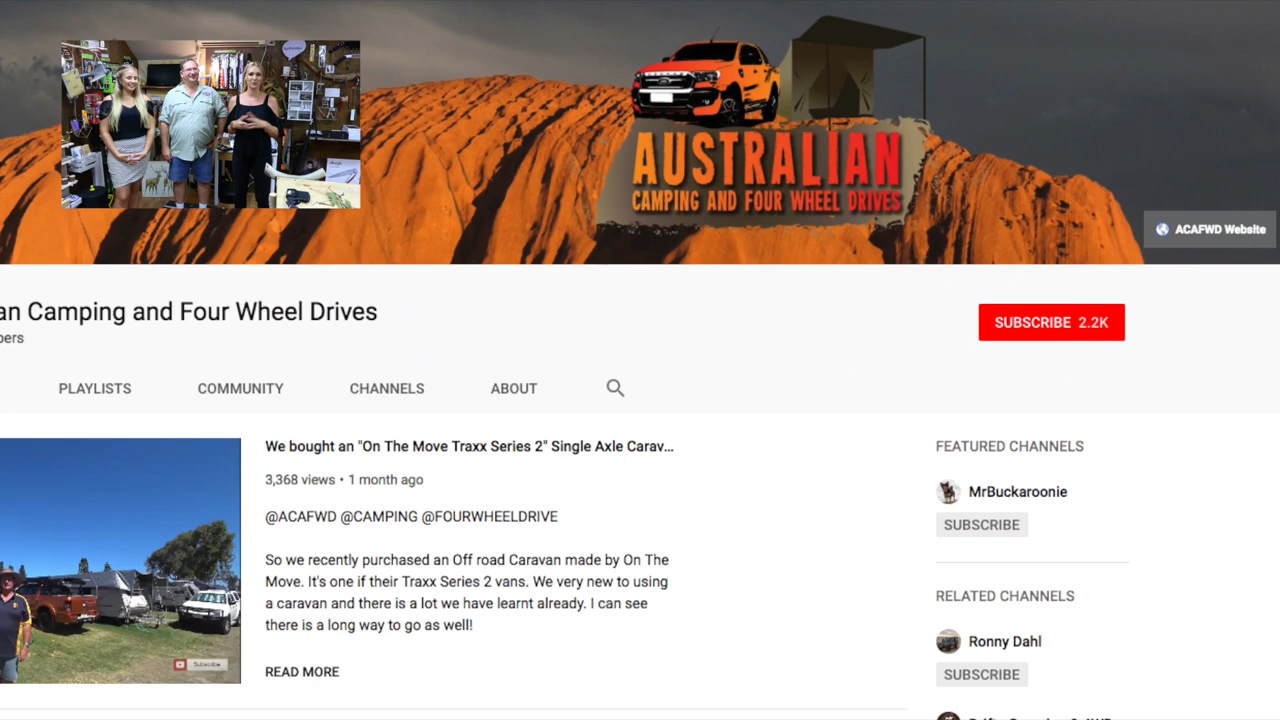 AUSTRALIAN
CAMPING AND FOUR WHEEL DRIVES
ACAFWD Website
an Camping and Four Wheel Drives
bers
SUBSCRIBE 2.2K
PLAYLISTS
COMMUNITY
CHANNELS
ABOUT
We bought an "On The Move Traxx Series 2" Single Axle Carav...
3,368 views • 1 month ago
@ACAFWD @CAMPING @FOURWHEELDRIVE
So we recently purchased an Off road Caravan made by On The
Move. It's one if their Traxx Series 2 vans. We very new to using
a caravan and there is a lot we have learnt already. I can see
there is a long way to go as well!
READ MORE
Subscribe
FEATURED CHANNELS
MrBuckaroonie
SUBSCRIBE
RELATED CHANNELS
Ronny Dahl
SUBSCRIBE